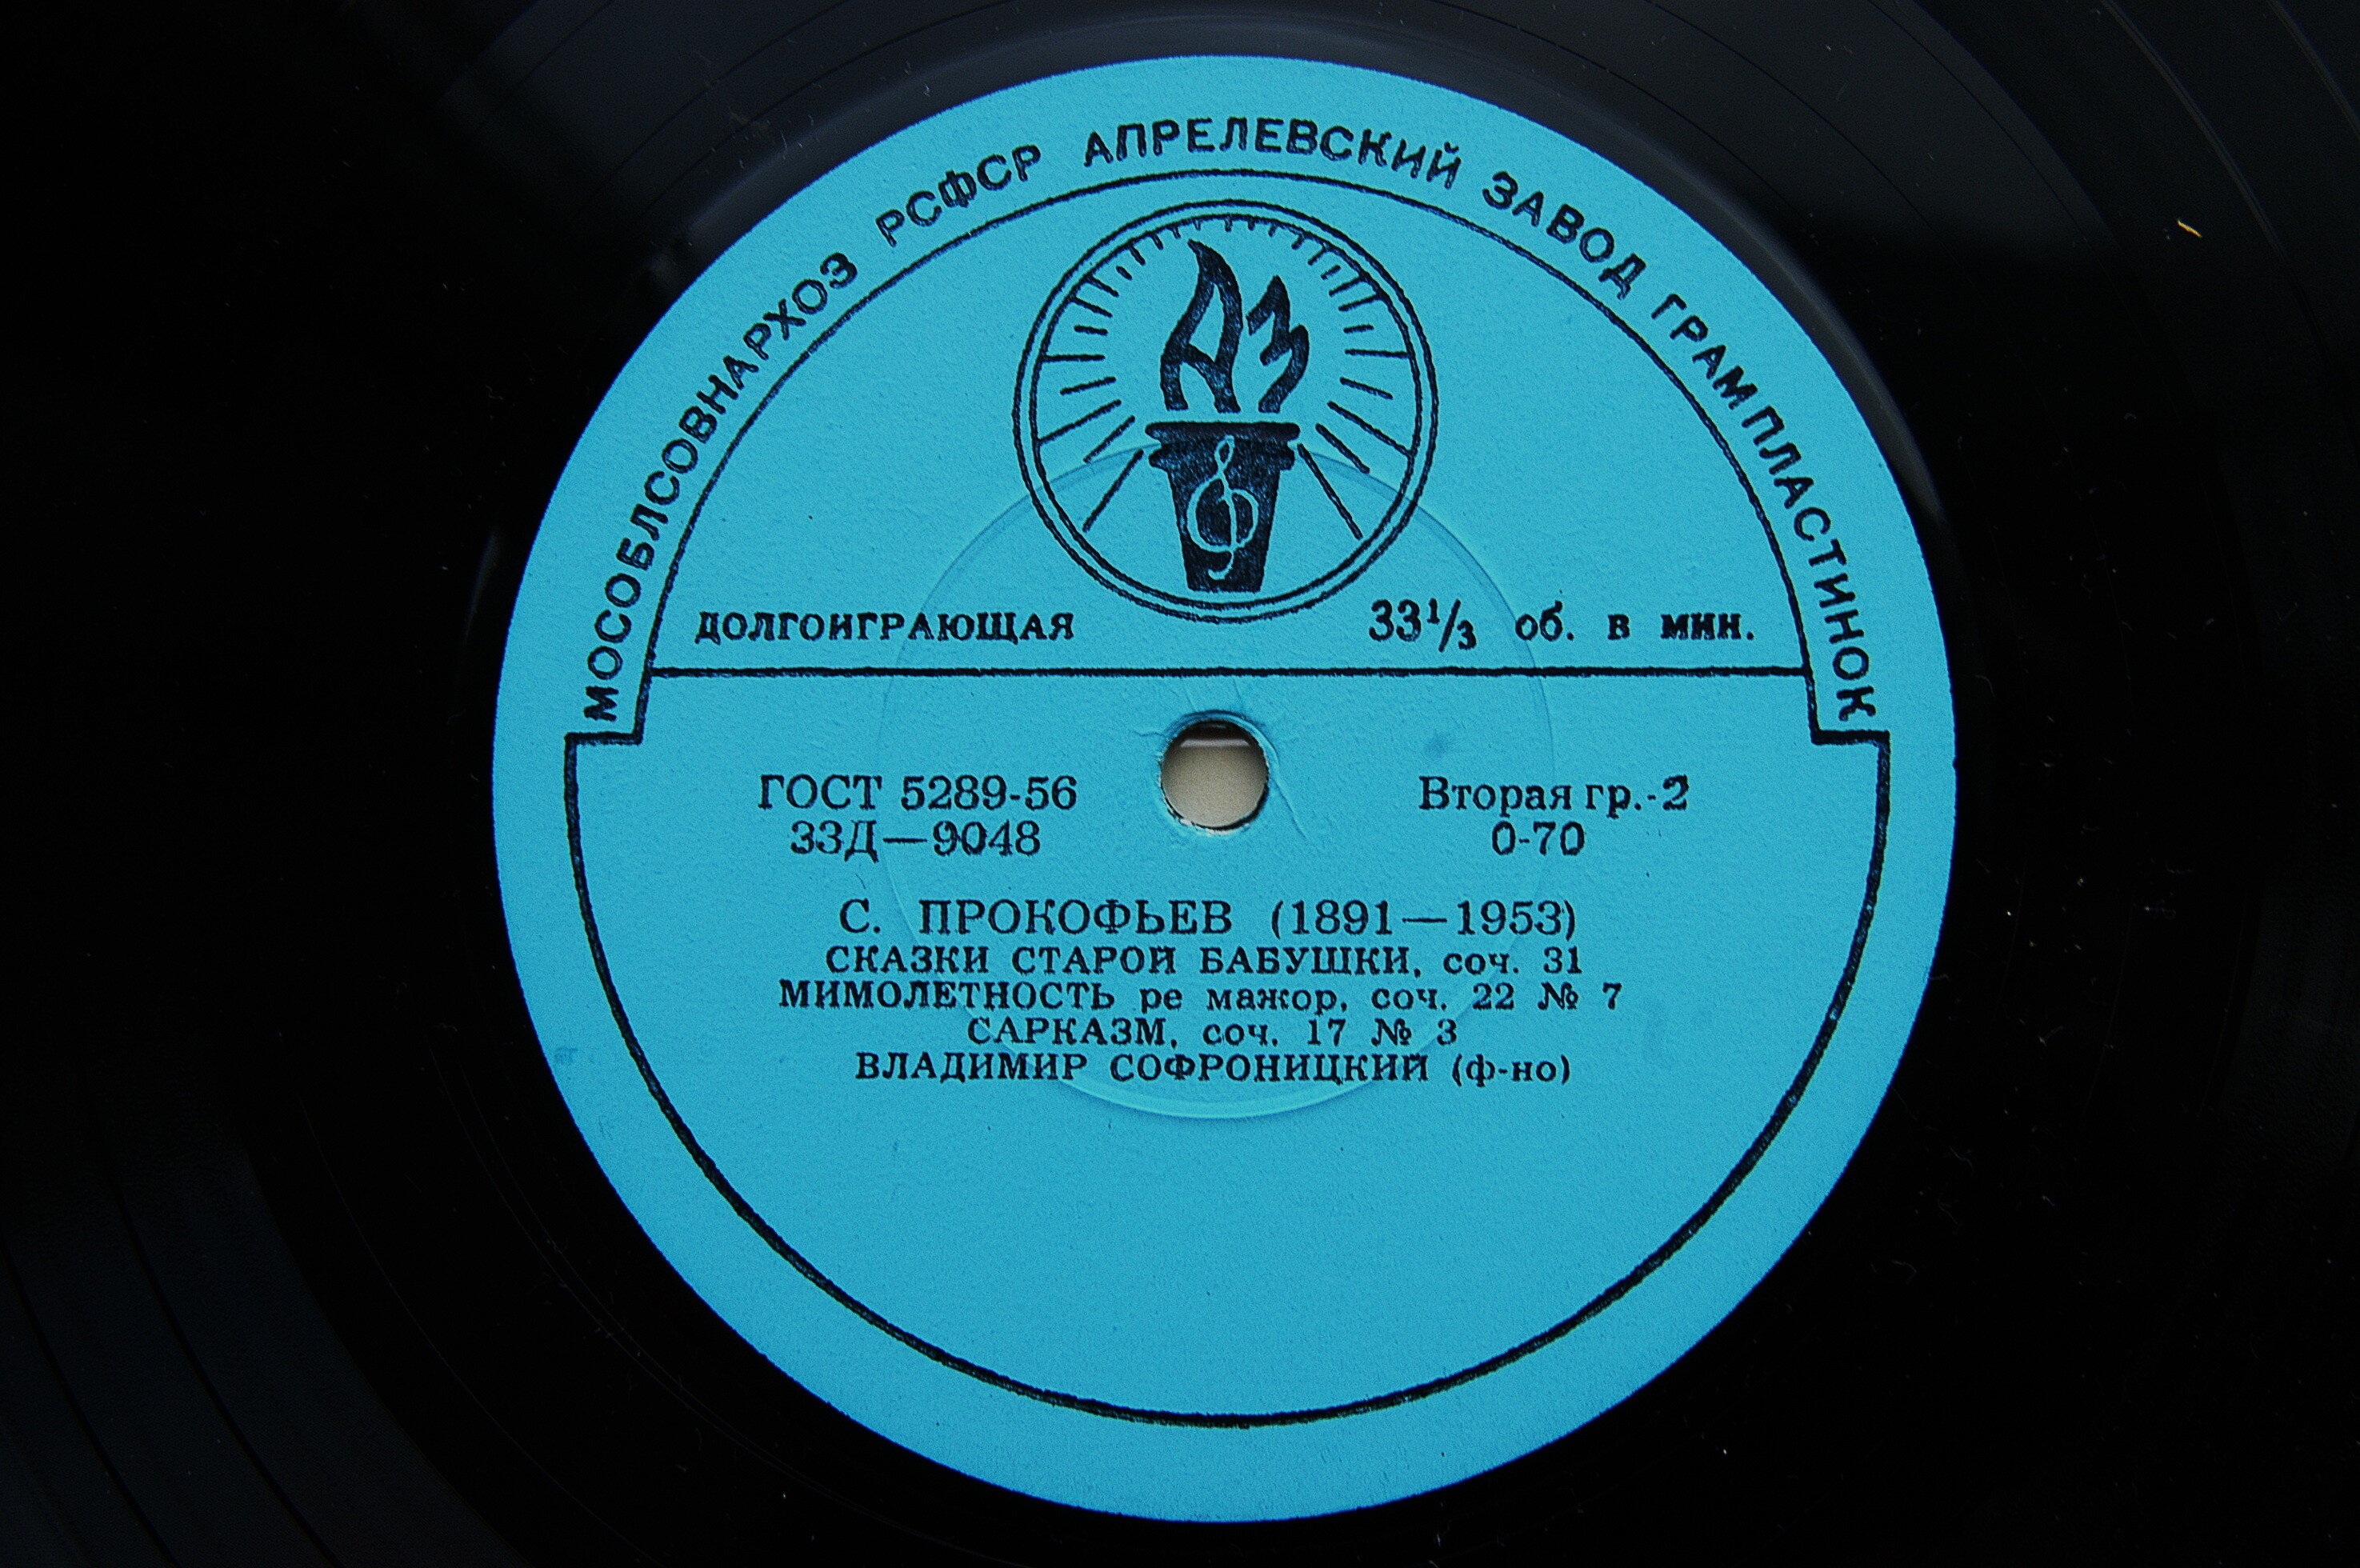 МОСОБЛСОВНАРХОЗ РСФСР АПРЕЛЕВСКИЙ ЗАВОД ГРАМПЛАСТИНОК
АЗ
ДОЛГОИГРАЮЩАЯ 33⅓ об. в мин.
ГОСТ 5289-56 Вторая гр.-2
33Д—9048 0-70
С. ПРОКОФЬЕВ (1891—1953)
СКАЗКИ СТАРОЙ БАБУШКИ, соч. 31
МИМОЛЕТНОСТЬ ре мажор, соч. 22 № 7
САРКАЗМ, соч. 17 № 3
ВЛАДИМИР СОФРОНИЦКИЙ (ф-но)